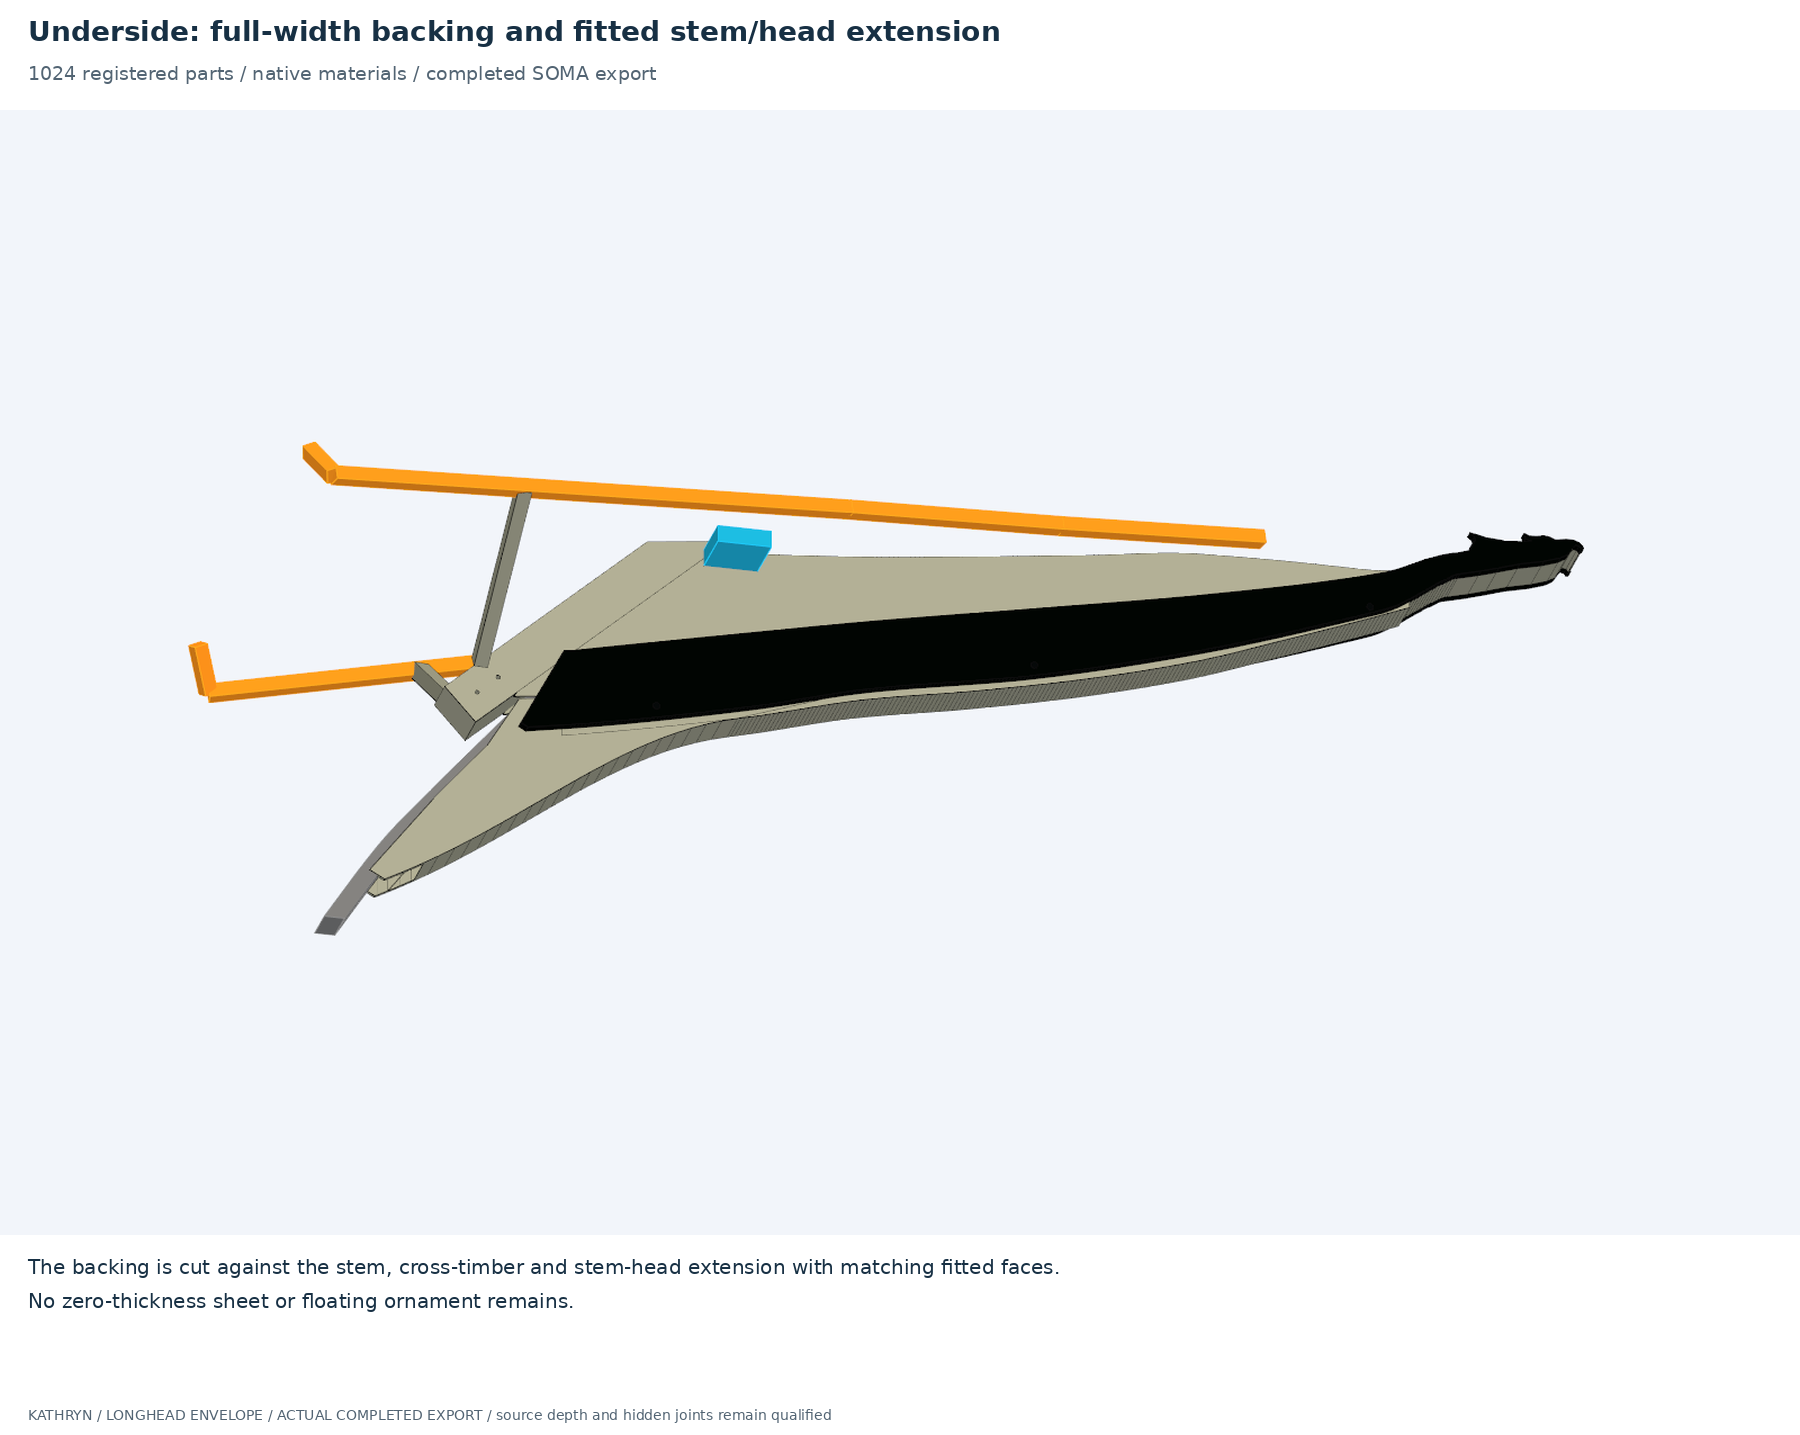 Underside: full-width backing and fitted stem/head extension
1024 registered parts / native materials / completed SOMA export
The backing is cut against the stem, cross-timber and stem-head extension with matching fitted faces.
No zero-thickness sheet or floating ornament remains.
KATHRYN / LONGHEAD ENVELOPE / ACTUAL COMPLETED EXPORT / source depth and hidden joints remain qualified